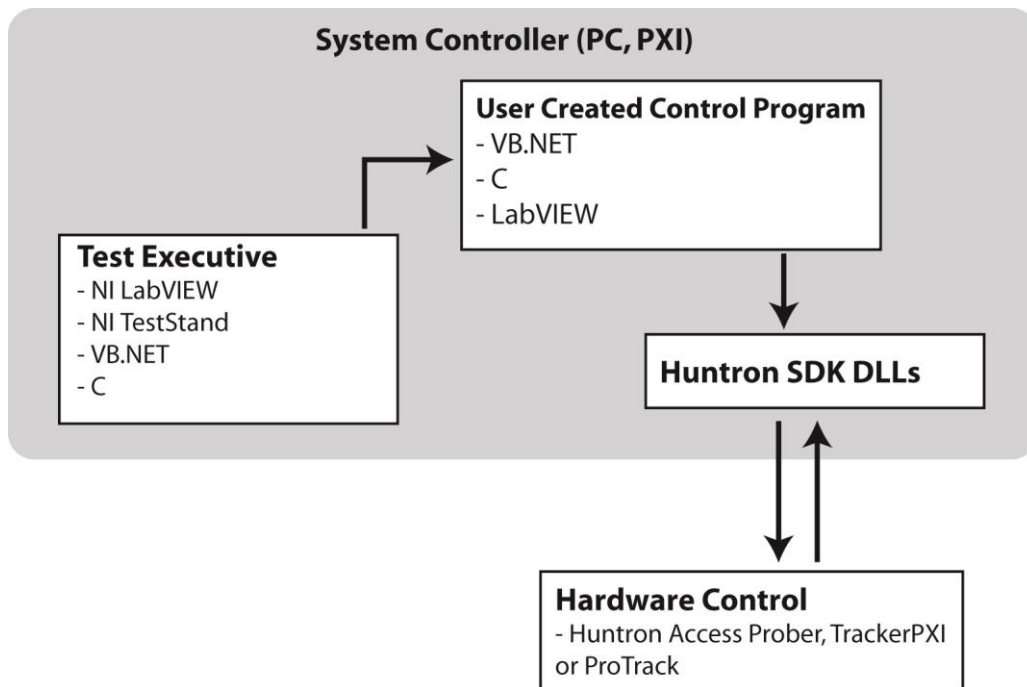 System Controller (PC, PXI)
User Created Control Program
- VB.NET
- C
- LabVIEW
Test Executive
- NI LabVIEW
- NI TestStand
- VB.NET
- C
Huntron SDK DLLs
Hardware Control
- Huntron Access Prober, TrackerPXI
or ProTrack